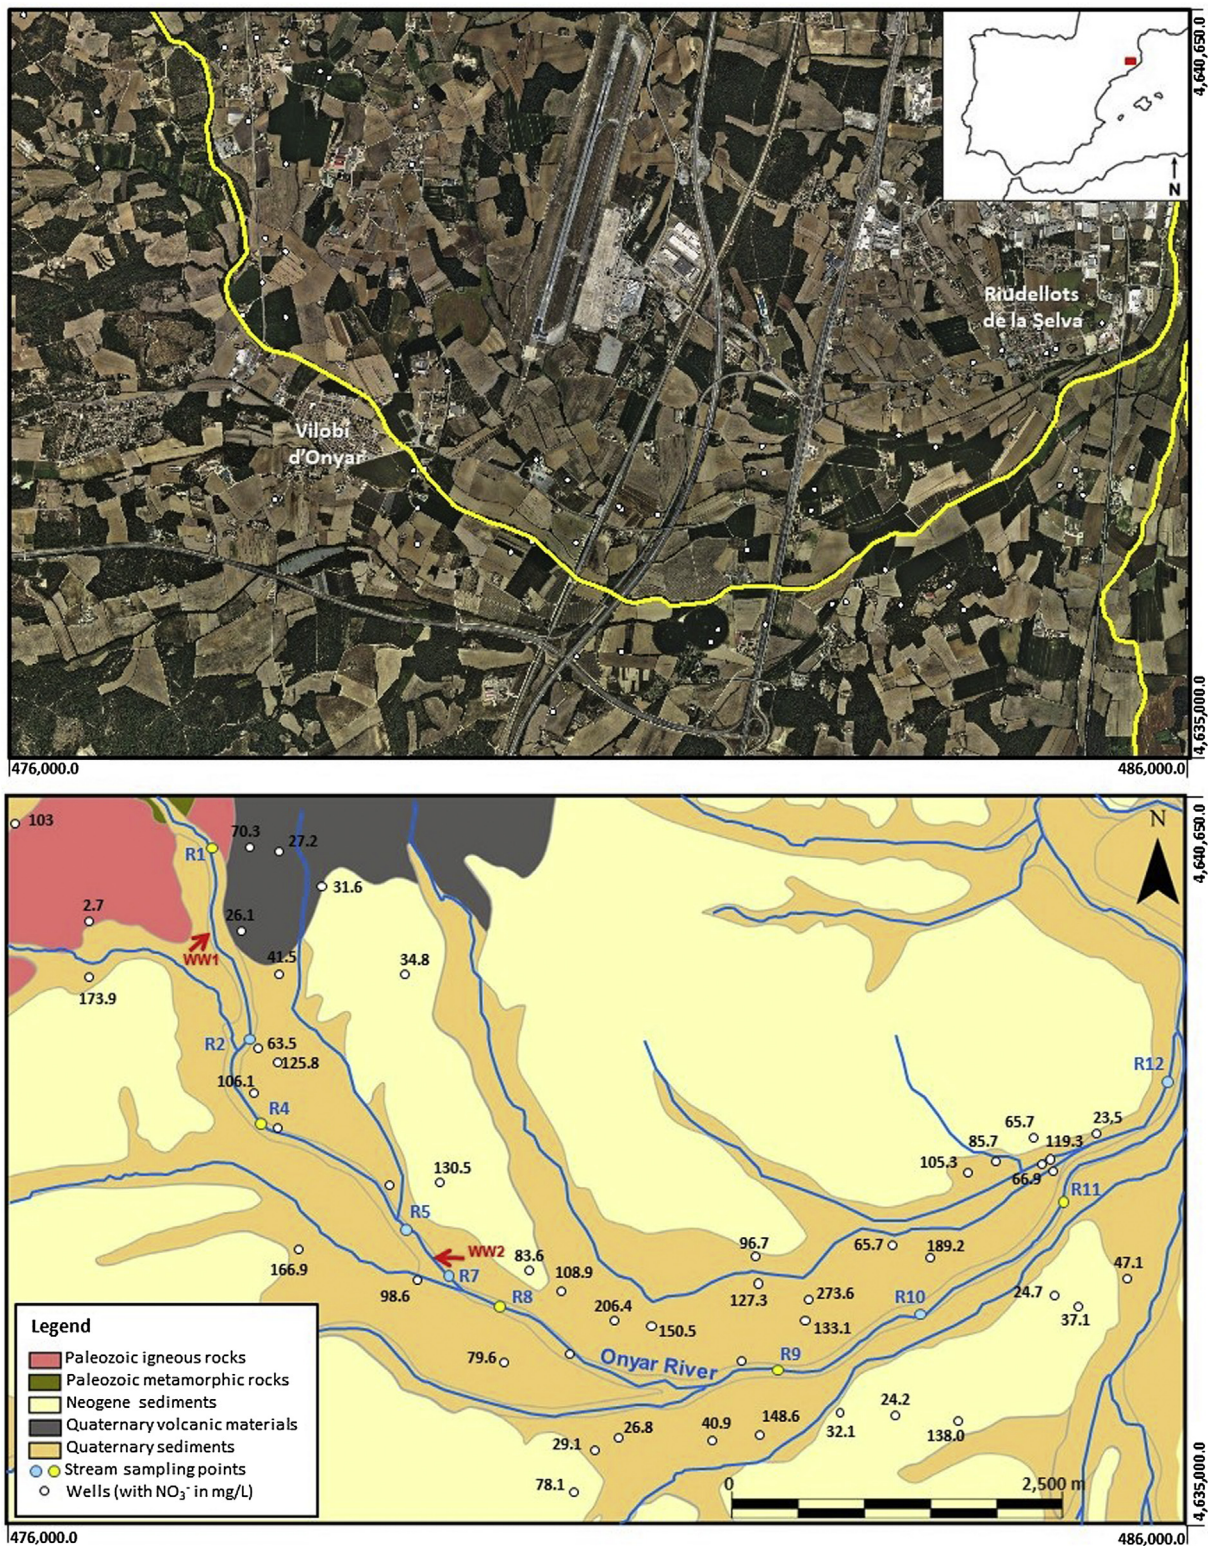 4,640,650.0
N
Riudellots
de la Selva
Vilobí
d'Onyar
4,635,000.0
476,000.0
486,000.0
103
70.3
27.2
R1
N
4,640,650.0
31.6
2.7
26.1
WW1
41.5
34.8
173.9
R2
63.5
125.8
106.1
R4
R12
65.7
23,5
85.7
119.3
105.3
66.9
130.5
R11
R5
WW2
83.6
96.7
65.7
189.2
166.9
R7
108.9
47.1
98.6
R8
127.3
273.6
R10
24.7
206.4
150.5
133.1
37.1
79.6
Onyar River
R9
26.8
40.9
148.6
24.2
32.1
138.0
29.1
78.1
Legend
Paleozoic igneous rocks
Paleozoic metamorphic rocks
Neogene sediments
Quaternary volcanic materials
Quaternary sediments
Stream sampling points
Wells (with NO₃⁻ in mg/L)
0
2,500 m
4,635,000.0
476,000.0
486,000.0